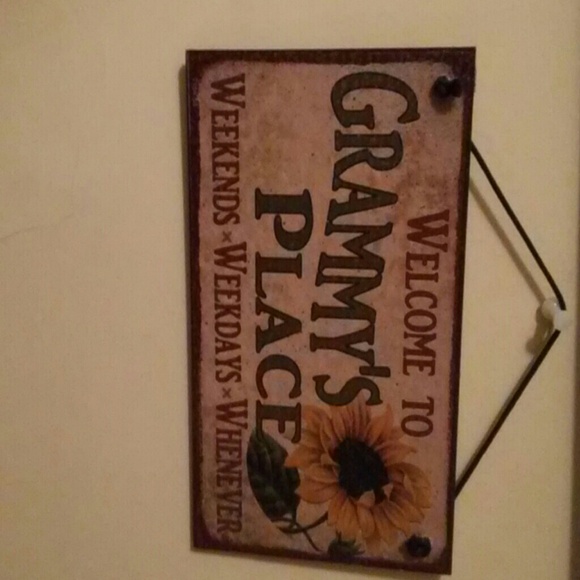 WELCOME TO
GRAMMY'S
PLACE
WEEKENDS × WEEKDAYS × WHENEVER